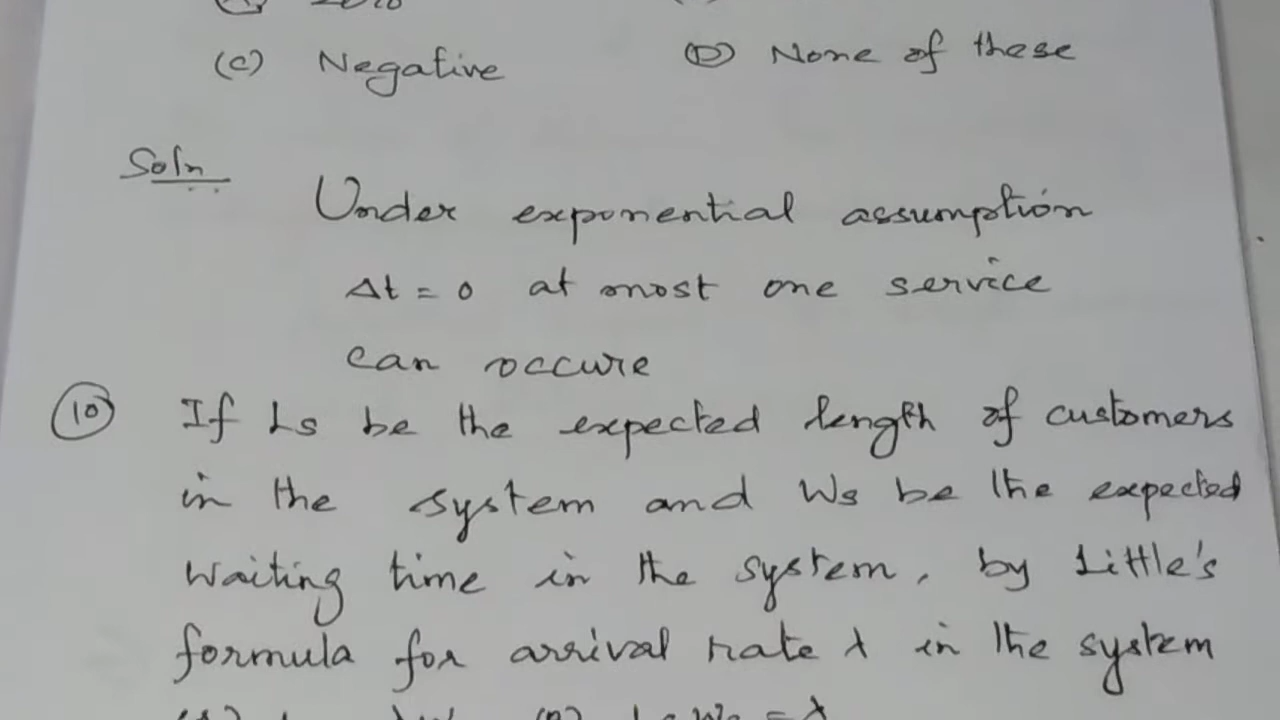 (C) Negative (D) None of these
Soln
Under exponential assumption
Δt = 0 at most one service
can occure
(10) If Ls be the expected length of customers
in the system and Ws be the expected
waiting time in the system, by Little's
formula for arrival rate λ in the system